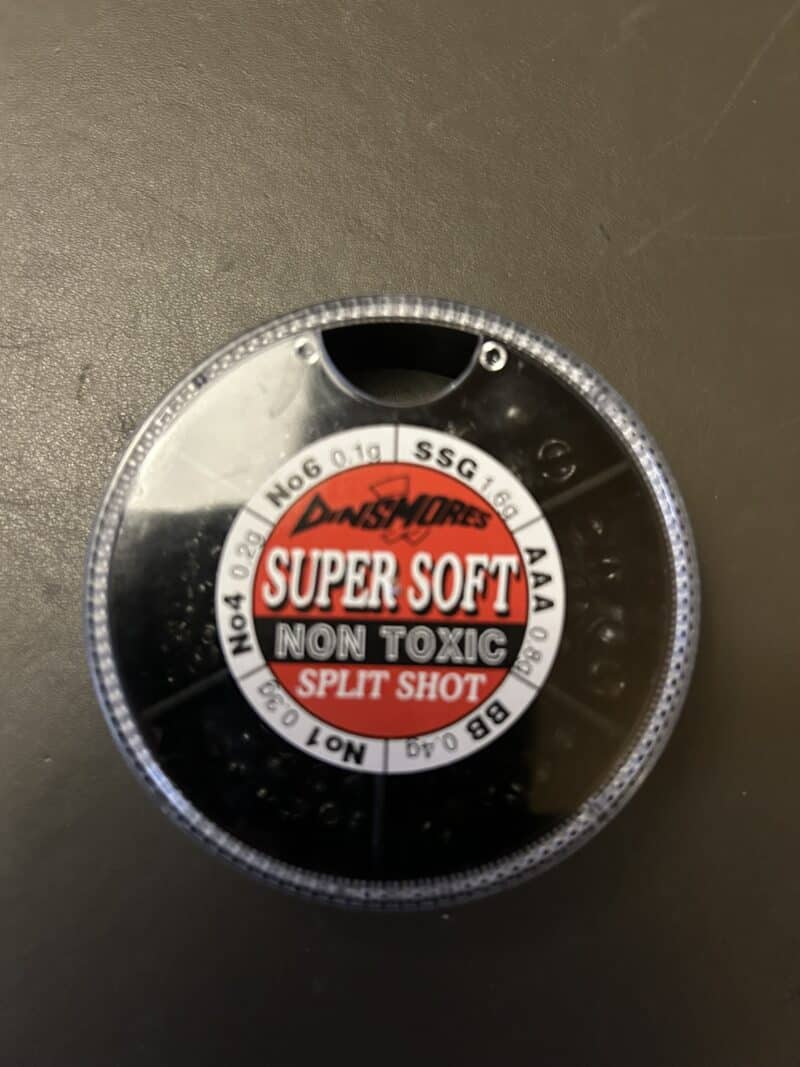 DINSMORES
SUPER SOFT
NON TOXIC
SPLIT SHOT
SSG 1.6g
AAA 0.8g
BB 0.4g
No1 0.3g
No4 0.2g
No6 0.1g